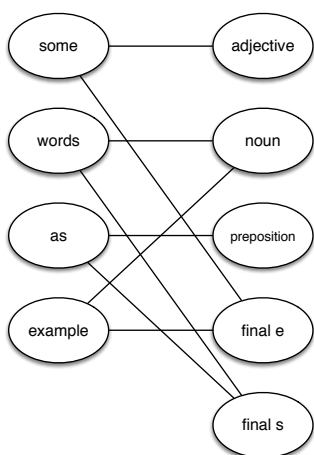 some adjective
words noun
as preposition
example final e
final s